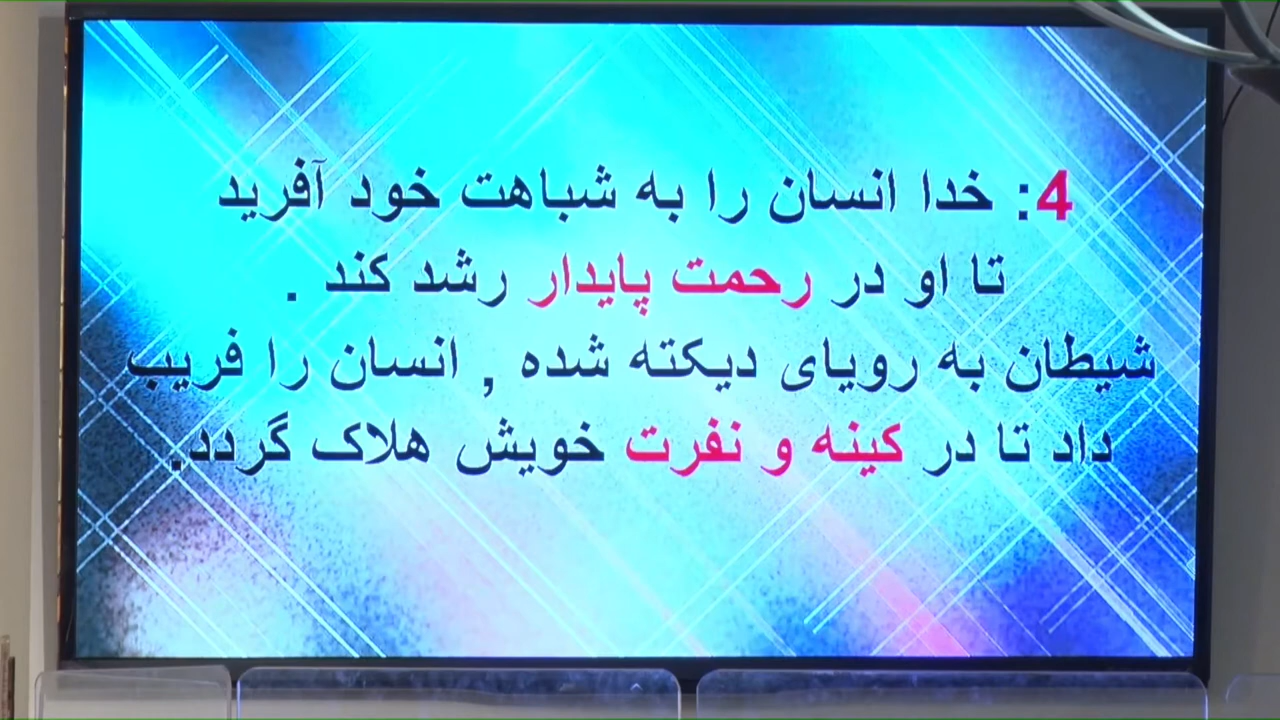 4: خدا انسان را به شباهت خود آفرید
تا او در رحمت پایدار رشد کند .
شیطان به رویای دیکته شده , انسان را فریب
داد تا در کینه و نفرت خویش هلاک گردد.